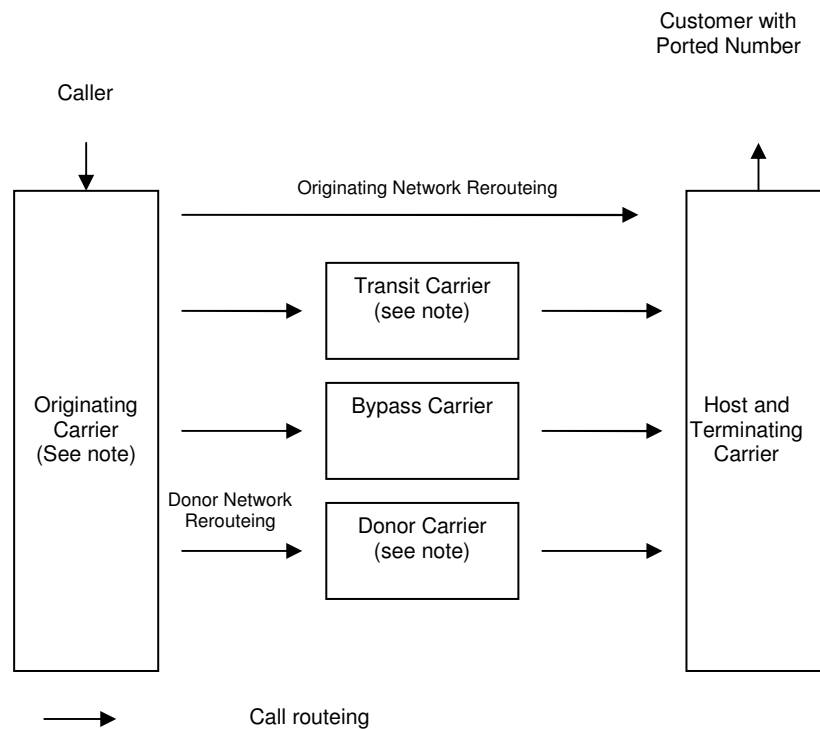 Customer with
Ported Number
Caller
Originating Network Rerouteing
Transit Carrier
(see note)
Originating
Carrier
(See note)
Bypass Carrier
Host and
Terminating
Carrier
Donor Network
Rerouteing
Donor Carrier
(see note)
Call routeing